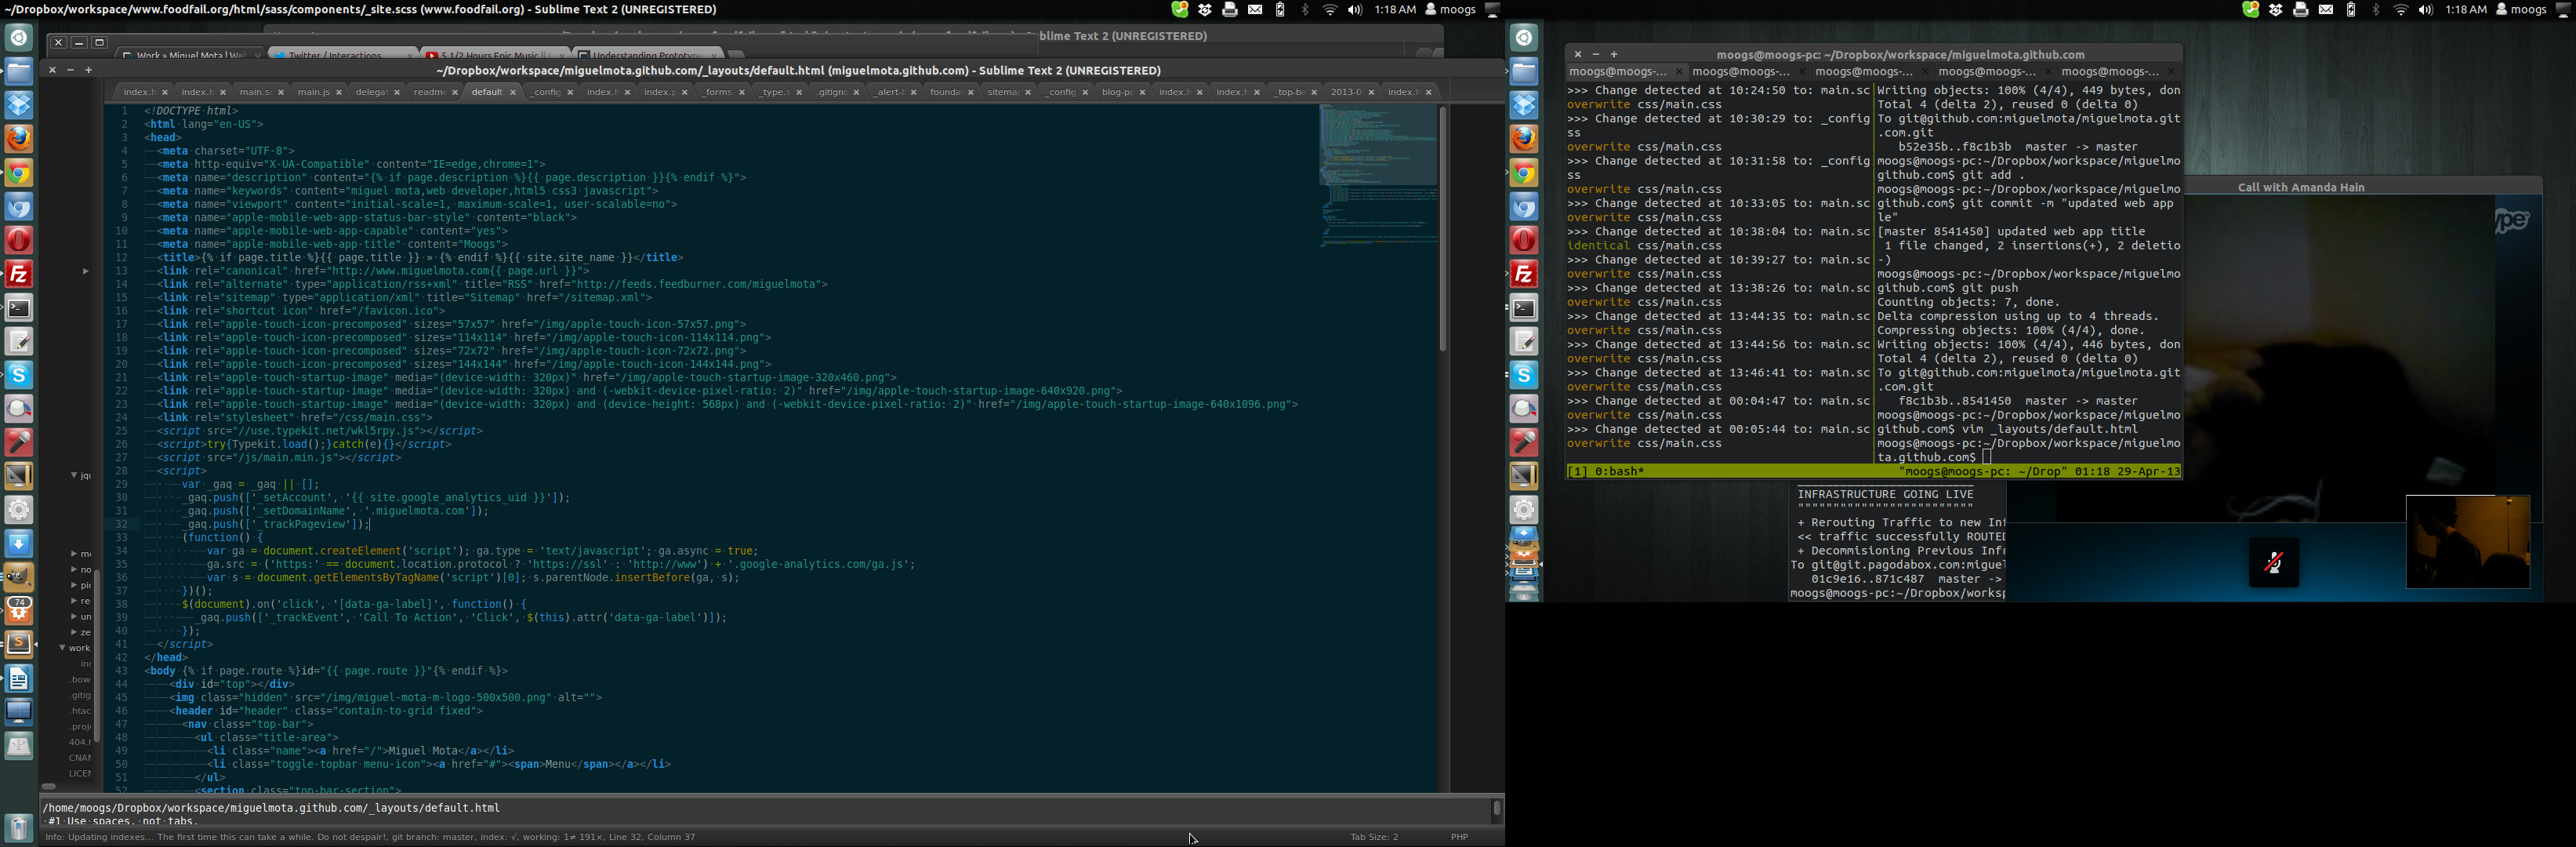 ~/Dropbox/workspace/www.foodfail.org/html/sass/components/_site.scss (www.foodfail.org) - Sublime Text 2 (UNREGISTERED)
1:18 AM moogs
1:18 AM moogs
blime Text 2 (UNREGISTERED)
Work » Miguel Mota | We
Twitter / Interactions
5 1/2 Hours Epic Music
Understanding Prototype
~/Dropbox/workspace/miguelmota.github.com/_layouts/default.html (miguelmota.github.com) - Sublime Text 2 (UNREGISTERED)
index.h index.h main.sc main.js delegat readme default _config index.h index.p _forms _type.s .gitigno _alert-b founda sitemap _config blog-po index.h index.h _top-ba 2013-0 index.h
1 <!DOCTYPE html>
2 <html lang="en-US">
3 <head>
4 <meta charset="UTF-8">
5 <meta http-equiv="X-UA-Compatible" content="IE=edge,chrome=1">
6 <meta name="description" content="{% if page.description %}{{ page.description }}{% endif %}">
7 <meta name="keywords" content="miguel mota,web developer,html5 css3 javascript">
8 <meta name="viewport" content="initial-scale=1, maximum-scale=1, user-scalable=no">
9 <meta name="apple-mobile-web-app-status-bar-style" content="black">
10 <meta name="apple-mobile-web-app-capable" content="yes">
11 <meta name="apple-mobile-web-app-title" content="Moogs">
12 <title>{% if page.title %}{{ page.title }} » {% endif %}{{ site.site_name }}</title>
13 <link rel="canonical" href="http://www.miguelmota.com{{ page.url }}">
14 <link rel="alternate" type="application/rss+xml" title="RSS" href="http://feeds.feedburner.com/miguelmota">
15 <link rel="sitemap" type="application/xml" title="Sitemap" href="/sitemap.xml">
16 <link rel="shortcut icon" href="/favicon.ico">
17 <link rel="apple-touch-icon-precomposed" sizes="57x57" href="/img/apple-touch-icon-57x57.png">
18 <link rel="apple-touch-icon-precomposed" sizes="114x114" href="/img/apple-touch-icon-114x114.png">
19 <link rel="apple-touch-icon-precomposed" sizes="72x72" href="/img/apple-touch-icon-72x72.png">
20 <link rel="apple-touch-icon-precomposed" sizes="144x144" href="/img/apple-touch-icon-144x144.png">
21 <link rel="apple-touch-startup-image" media="(device-width: 320px)" href="/img/apple-touch-startup-image-320x460.png">
22 <link rel="apple-touch-startup-image" media="(device-width: 320px) and (-webkit-device-pixel-ratio: 2)" href="/img/apple-touch-startup-image-640x920.png">
23 <link rel="apple-touch-startup-image" media="(device-width: 320px) and (device-height: 568px) and (-webkit-device-pixel-ratio: 2)" href="/img/apple-touch-startup-image-640x1096.png">
24 <link rel="stylesheet" href="/css/main.css">
25 <script src="//use.typekit.net/wkl5rpy.js"></script>
26 <script>try{Typekit.load();}catch(e){}</script>
27 <script src="/js/main.min.js"></script>
28 <script>
29 var _gaq = _gaq || [];
30 _gaq.push(['_setAccount', '{{ site.google_analytics_uid }}']);
31 _gaq.push(['_setDomainName', '.miguelmota.com']);
32 _gaq.push(['_trackPageview']);
33 (function() {
34 var ga = document.createElement('script'); ga.type = 'text/javascript'; ga.async = true;
35 ga.src = ('https:' == document.location.protocol ? 'https://ssl' : 'http://www') + '.google-analytics.com/ga.js';
36 var s = document.getElementsByTagName('script')[0]; s.parentNode.insertBefore(ga, s);
37 })();
38 $(document).on('click', '[data-ga-label]', function() {
39 _gaq.push(['_trackEvent', 'Call To Action', 'Click', $(this).attr('data-ga-label')]);
40 });
41 </script>
42 </head>
43 <body {% if page.route %}id="{{ page.route }}"{% endif %}>
44 <div id="top"></div>
45 <img class="hidden" src="/img/miguel-mota-m-logo-500x500.png" alt="">
46 <header id="header" class="contain-to-grid fixed">
47 <nav class="top-bar">
48 <ul class="title-area">
49 <li class="name"><a href="/">Miguel Mota</a></li>
50 <li class="toggle-topbar menu-icon"><a href="#"><span>Menu</span></a></li>
51 </ul>
52 <section class="top-bar-section">
jqu
mo
no
pic
re
un
ze
work
inc
.bow
.gitig
.htac
.proj
404.h
CNAM
LICEN
74
/home/moogs/Dropbox/workspace/miguelmota.github.com/_layouts/default.html
#1 Use spaces, not tabs.
Info: Updating indexes... The first time this can take a while. Do not despair!, git branch: master, index: √, working: 1≠ 191×, Line 32, Column 37
Tab Size: 2 PHP
moogs@moogs-pc: ~/Dropbox/workspace/miguelmota.github.com
moogs@moogs-... moogs@moogs-... moogs@moogs-... moogs@moogs-... moogs@moogs-...
>>> Change detected at 10:24:50 to: main.sc
overwrite css/main.css
>>> Change detected at 10:30:29 to: _config
ss
overwrite css/main.css
>>> Change detected at 10:31:58 to: _config
ss
overwrite css/main.css
>>> Change detected at 10:33:05 to: main.sc
overwrite css/main.css
>>> Change detected at 10:38:04 to: main.sc
identical css/main.css
>>> Change detected at 10:39:27 to: main.sc
overwrite css/main.css
>>> Change detected at 13:38:26 to: main.sc
overwrite css/main.css
>>> Change detected at 13:44:35 to: main.sc
overwrite css/main.css
>>> Change detected at 13:44:56 to: main.sc
overwrite css/main.css
>>> Change detected at 13:46:41 to: main.sc
overwrite css/main.css
>>> Change detected at 00:04:47 to: main.sc
overwrite css/main.css
>>> Change detected at 00:05:44 to: main.sc
overwrite css/main.css
Writing objects: 100% (4/4), 449 bytes, don
Total 4 (delta 2), reused 0 (delta 0)
To git@github.com:miguelmota/miguelmota.git
.com.git
b52e35b..f8c1b3b master -> master
moogs@moogs-pc:~/Dropbox/workspace/miguelmo
github.com$ git add .
moogs@moogs-pc:~/Dropbox/workspace/miguelmo
github.com$ git commit -m "updated web app
le"
[master 8541450] updated web app title
1 file changed, 2 insertions(+), 2 deletio
-)
moogs@moogs-pc:~/Dropbox/workspace/miguelmo
github.com$ git push
Counting objects: 7, done.
Delta compression using up to 4 threads.
Compressing objects: 100% (4/4), done.
Writing objects: 100% (4/4), 446 bytes, don
Total 4 (delta 2), reused 0 (delta 0)
To git@github.com:miguelmota/miguelmota.git
.com.git
f8c1b3b..8541450 master -> master
moogs@moogs-pc:~/Dropbox/workspace/miguelmo
github.com$ vim _layouts/default.html
moogs@moogs-pc:~/Dropbox/workspace/miguelmo
ta.github.com$
[1] 0:bash* "moogs@moogs-pc: ~/Drop" 01:18 29-Apr-13
Call with Amanda Hain
ype
INFRASTRUCTURE GOING LIVE
"""""""""""""""""""""""""
+ Rerouting Traffic to new Inf
<< traffic successfully ROUTED
+ Decommisioning Previous Infr
To git@git.pagodabox.com:miguel
01c9e16..871c487 master ->
moogs@moogs-pc:~/Dropbox/worksp